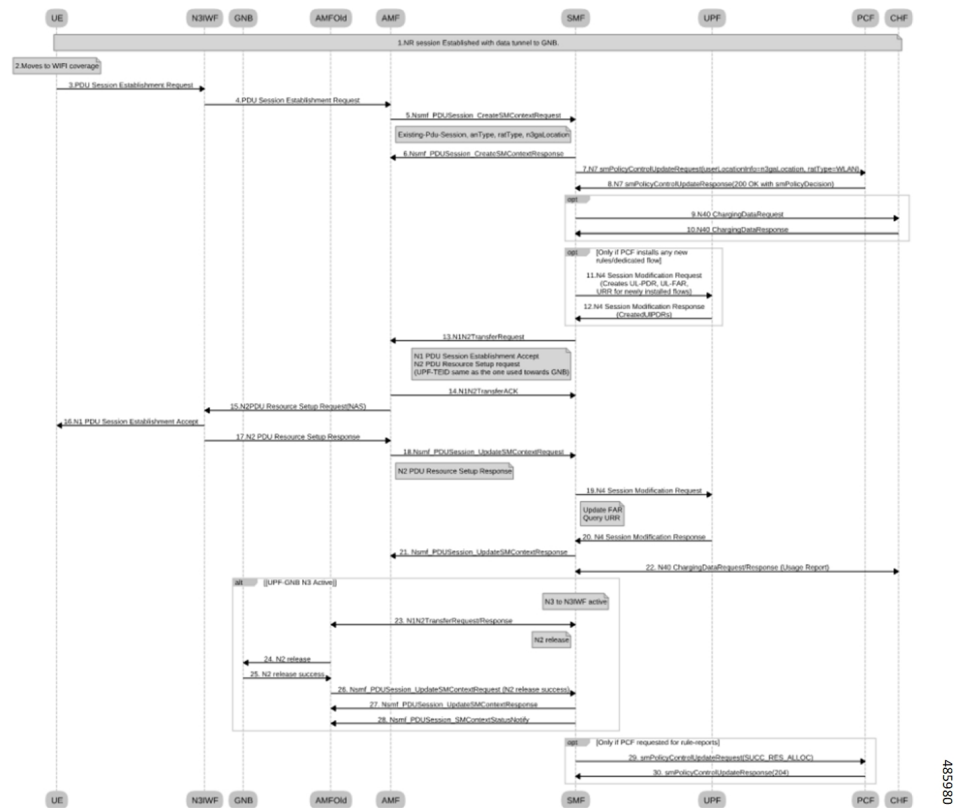 UE N3IWF GNB AMFOld AMF SMF UPF PCF CHF
1.NR session Established with data tunnel to GNB.
2.Moves to WIFI coverage
3.PDU Session Establishment Request
4.PDU Session Establishment Request
5.Nsmf_PDUSession_CreateSMContextRequest
Existing-Pdu-Session, anType, ratType, n3gaLocation
6.Nsmf_PDUSession_CreateSMContextResponse
7.N7 smPolicyControlUpdateRequest(userLocationInfo=n3gaLocation, ratType=WLAN)
8.N7 smPolicyControlUpdateResponse(200 OK with smPolicyDecision)
opt
9.N40 ChargingDataRequest
10.N40 ChargingDataResponse
opt [Only if PCF installs any new
rules/dedicated flow]
11.N4 Session Modification Request
(Creates UL-PDR, UL-FAR,
URR for newly installed flows)
12.N4 Session Modification Response
(CreatedUlPDRs)
13.N1N2TransferRequest
N1 PDU Session Establishment Accept
N2 PDU Resource Setup request
(UPF-TEID same as the one used towards GNB)
14.N1N2TransferACK
15.N2PDU Resource Setup Request(NAS)
16.N1 PDU Session Establishment Accept
17.N2 PDU Resource Setup Response
18.Nsmf_PDUSession_UpdateSMContextRequest
N2 PDU Resource Setup Response
19.N4 Session Modification Request
Update FAR
Query URR
20. N4 Session Modification Response
21. Nsmf_PDUSession_UpdateSMContextResponse
22. N40 ChargingDataRequest/Response (Usage Report)
alt [[UPF-GNB N3 Active]]
N3 to N3IWF active
23. N1N2TransferRequest/Response
N2 release
24. N2 release
25. N2 release success
26. Nsmf_PDUSession_UpdateSMContextRequest (N2 release success)
27. Nsmf_PDUSession_UpdateSMContextResponse
28. Nsmf_PDUSession_SMContextStatusNotify
opt [Only if PCF requested for rule-reports]
29. smPolicyControlUpdateRequest(SUCC_RES_ALLOC)
30. smPolicyControlUpdateResponse(204)
UE N3IWF GNB AMFOld AMF SMF UPF PCF CHF
485980